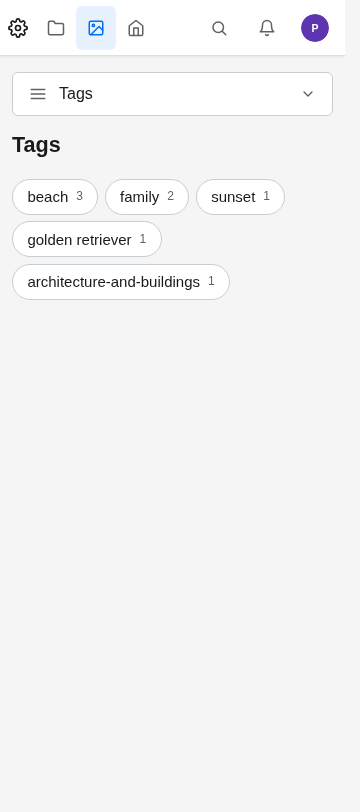 P
Tags
Tags
beach 3 family 2 sunset 1
golden retriever 1
architecture-and-buildings 1